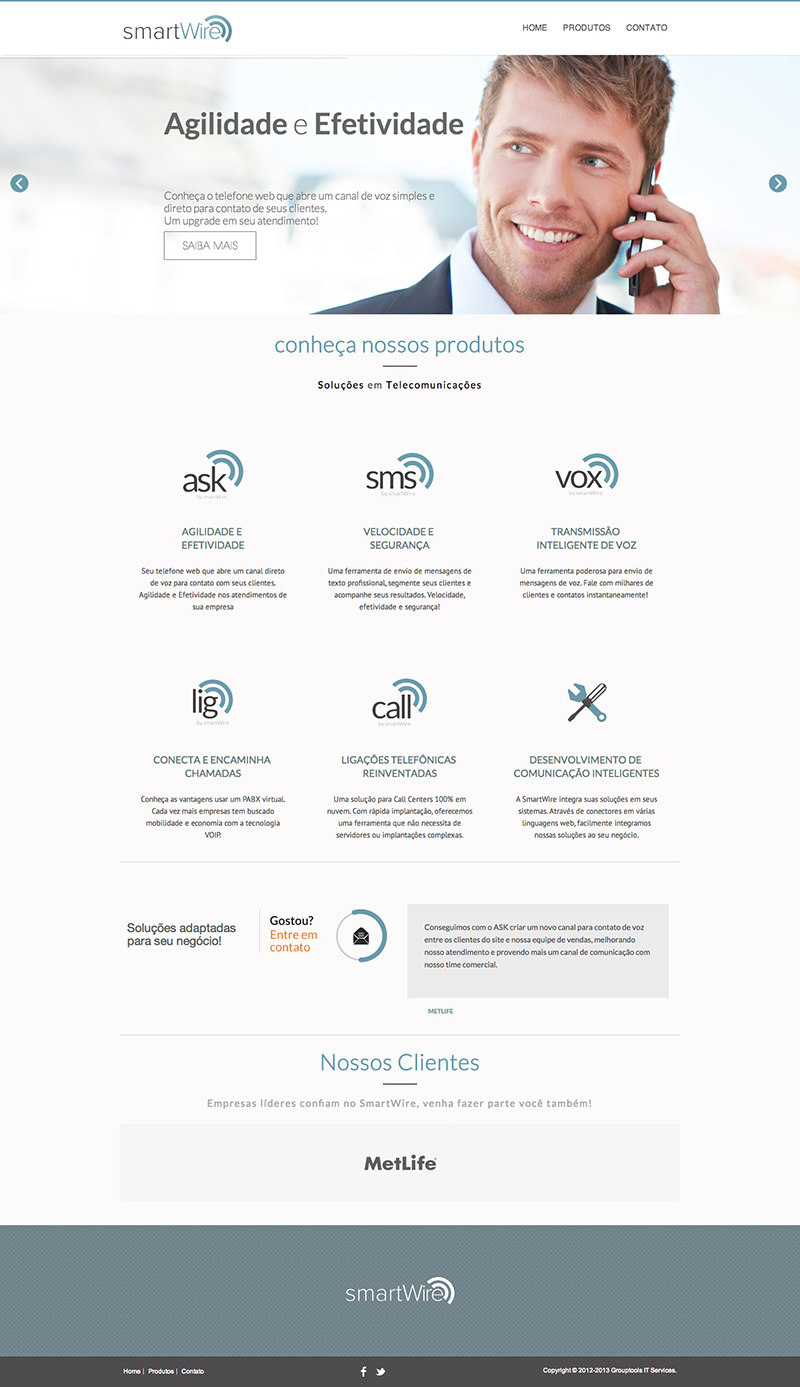 smartWire
HOME PRODUTOS CONTATO
Agilidade e Efetividade
Conheça o telefone web que abre um canal de voz simples e
direto para contato de seus clientes.
Um upgrade em seu atendimento!
SAIBA MAIS
conheça nossos produtos
Soluções em Telecomunicações
ask
by smartWire
AGILIDADE E
EFETIVIDADE
Seu telefone web que abre um canal direto
de voz para contato com seus clientes.
Agilidade e Efetividade nos atendimentos de
sua empresa
sms
by smartWire
VELOCIDADE E
SEGURANÇA
Uma ferramenta de envio de mensagens de
texto profissional, segmente seus clientes e
acompanhe seus resultados. Velocidade,
efetividade e segurança!
vox
by smartWire
TRANSMISSÃO
INTELIGENTE DE VOZ
Uma ferramenta poderosa para envio de
mensagens de voz. Fale com milhares de
clientes e contatos instantaneamente!
lig
by smartWire
CONECTA E ENCAMINHA
CHAMADAS
Conheça as vantagens usar um PABX virtual.
Cada vez mais empresas tem buscado
mobilidade e economia com a tecnologia
VOIP.
call
by smartWire
LIGAÇÕES TELEFÔNICAS
REINVENTADAS
Uma solução para Call Centers 100% em
nuvem. Com rápida implantação, oferecemos
uma ferramenta que não necessita de
servidores ou implantações complexas.
DESENVOLVIMENTO DE
COMUNICAÇÃO INTELIGENTES
A SmartWire integra suas soluções em seus
sistemas. Através de conectores em várias
linguagens web, facilmente integramos
nossas soluções ao seu negócio.
Soluções adaptadas
para seu negócio!
Gostou?
Entre em
contato
Conseguimos com o ASK criar um novo canal para contato de voz
entre os clientes do site e nossa equipe de vendas, melhorando
nosso atendimento e provendo mais um canal de comunicação com
nosso time comercial.
METLIFE
Nossos Clientes
Empresas líderes confiam no SmartWire, venha fazer parte você também!
MetLife
smartWire
Home | Produtos | Contato
Copyright © 2012-2013 Grouptools IT Services.